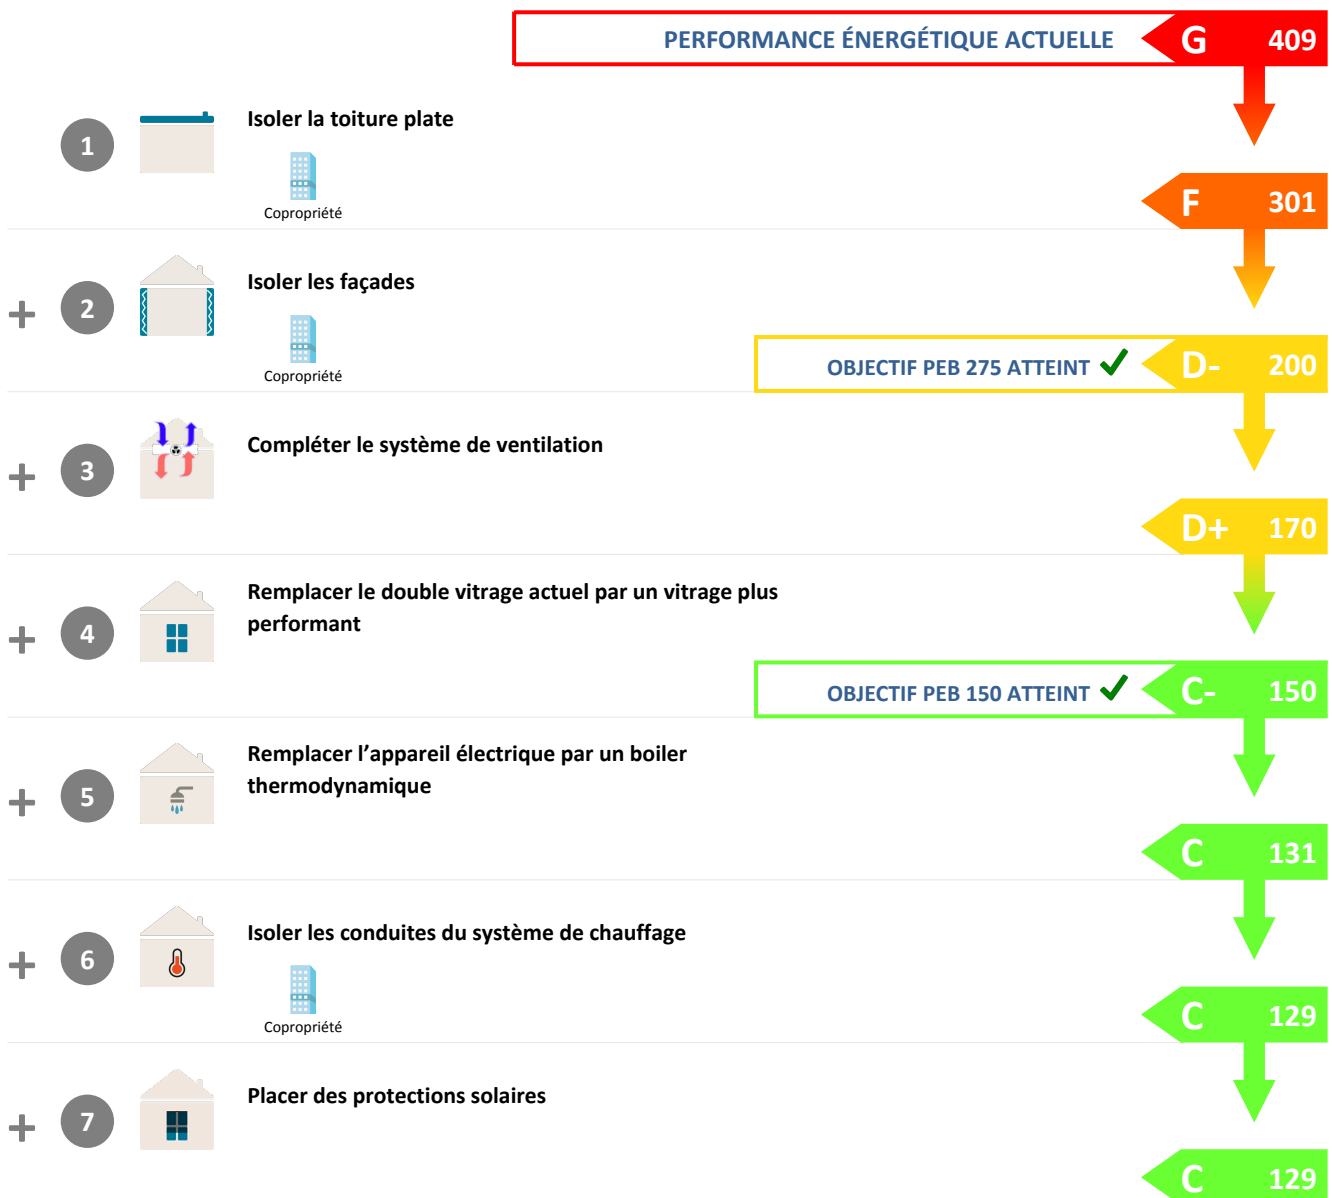 PERFORMANCE ÉNERGÉTIQUE ACTUELLE G 409
1 Isoler la toiture plate
Copropriété
F 301
+ 2 Isoler les façades
Copropriété
OBJECTIF PEB 275 ATTEINT ✓ D- 200
+ 3 Compléter le système de ventilation
D+ 170
+ 4 Remplacer le double vitrage actuel par un vitrage plus
performant
OBJECTIF PEB 150 ATTEINT ✓ C- 150
+ 5 Remplacer l’appareil électrique par un boiler
thermodynamique
C 131
+ 6 Isoler les conduites du système de chauffage
Copropriété
C 129
+ 7 Placer des protections solaires
C 129